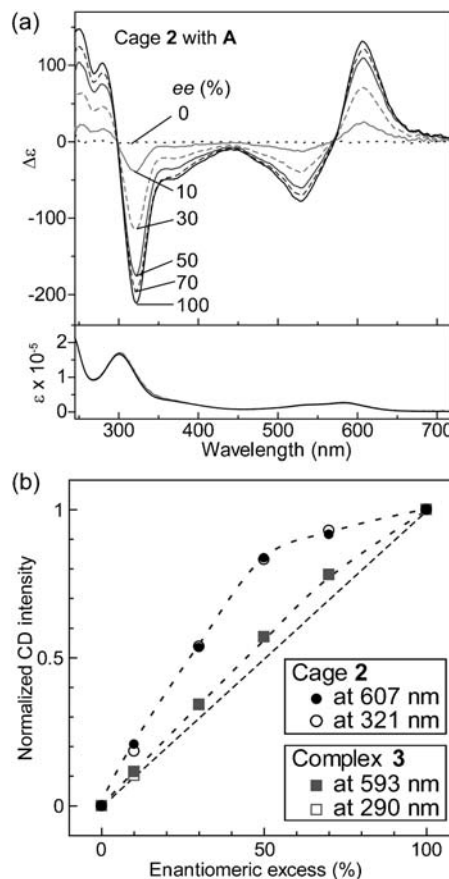 (a)
Cage 2 with A
ee (%)
0
10
30
50
70
100
100
0
-100
-200
Δε
2
1
0
ε x 10⁻⁵
300 400 500 600 700
Wavelength (nm)
(b)
1
0.5
0
Normalized CD intensity
Cage 2
at 607 nm
at 321 nm
Complex 3
at 593 nm
at 290 nm
0 50 100
Enantiomeric excess (%)